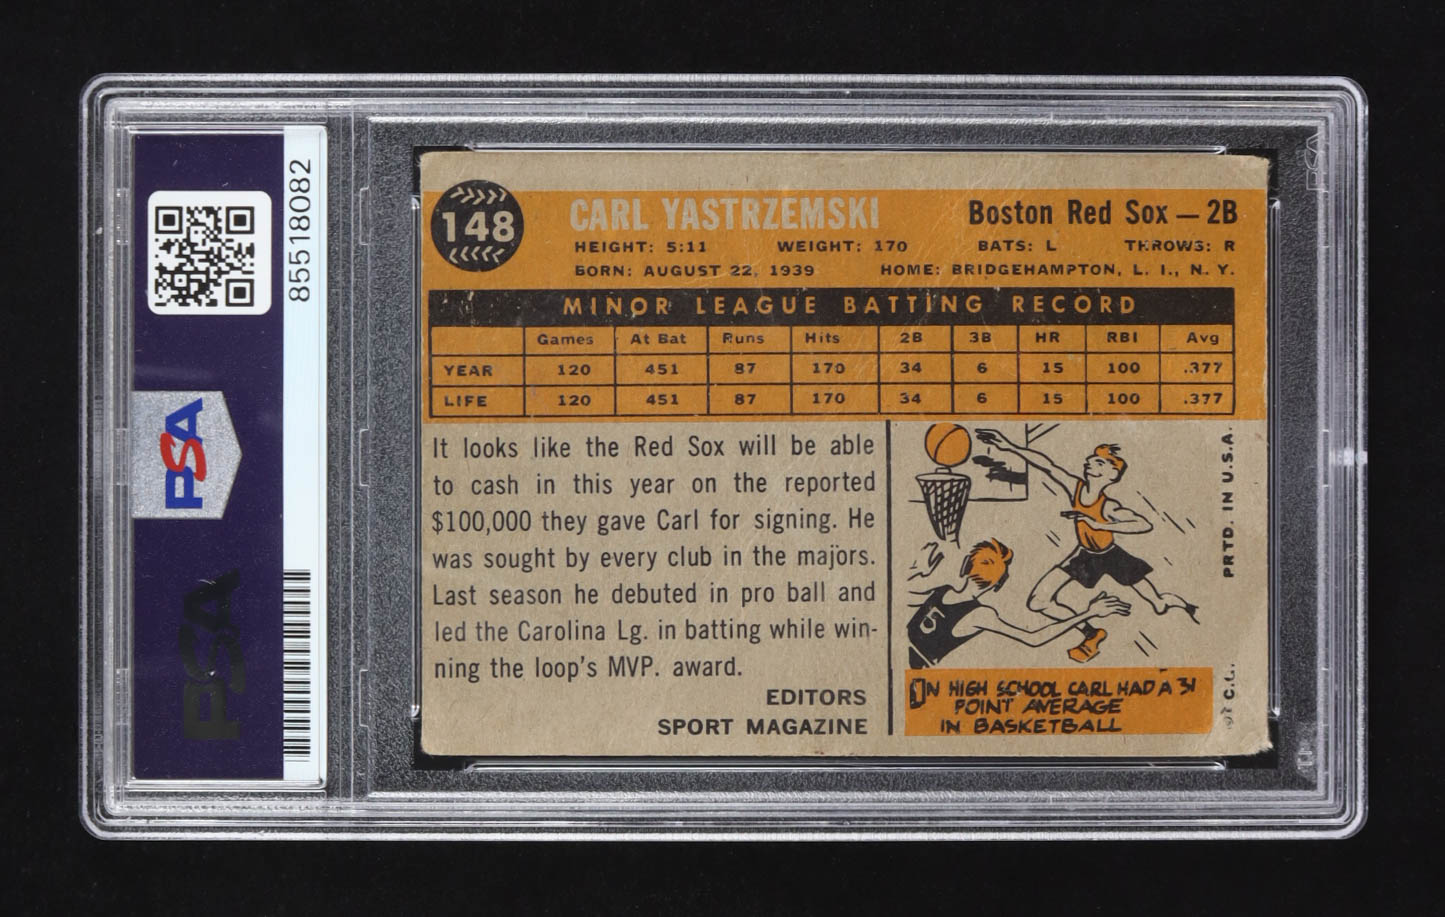 85518082
PSA
PSA
PSA
148
CARL YASTRZEMSKI
Boston Red Sox — 2B
HEIGHT: 5:11 WEIGHT: 170 BATS: L THROWS: R
BORN: AUGUST 22, 1939 HOME: BRIDGEHAMPTON, L. I., N. Y.
MINOR LEAGUE BATTING RECORD
Games At Bat Runs Hits 2B 3B HR RBI Avg
YEAR 120 451 87 170 34 6 15 100 .377
LIFE 120 451 87 170 34 6 15 100 .377
It looks like the Red Sox will be able
to cash in this year on the reported
$100,000 they gave Carl for signing. He
was sought by every club in the majors.
Last season he debuted in pro ball and
led the Carolina Lg. in batting while win-
ning the loop's MVP. award.
EDITORS
SPORT MAGAZINE
5
IN HIGH SCHOOL CARL HAD A 31
POINT AVERAGE
IN BASKETBALL
PRTD. IN U.S.A.